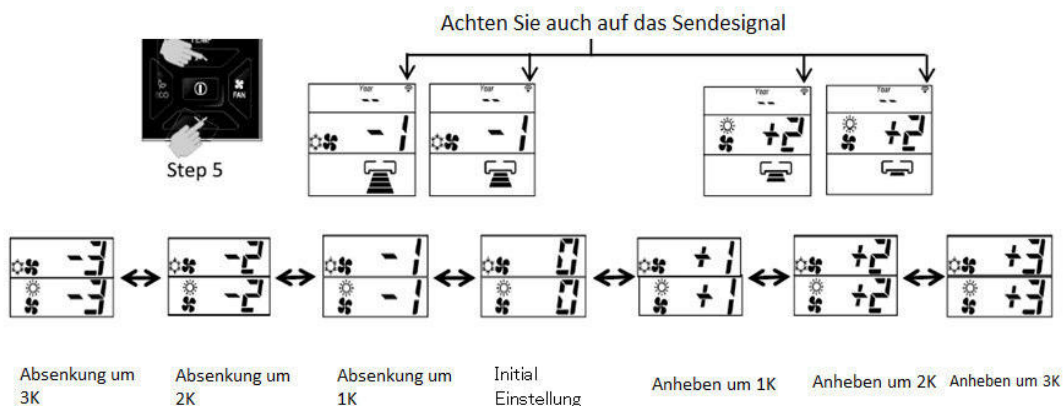 Achten Sie auch auf das Sendesignal
ECO
FAN
Step 5
Year
--
-1
Year
--
-1
Year
--
+2
Year
--
+2
-3
-2
-1
0
+1
+2
+3
-3
-2
-1
0
+1
+2
+3
Absenkung um
3K
Absenkung um
2K
Absenkung um
1K
Initial
Einstellung
Anheben um 1K
Anheben um 2K
Anheben um 3K